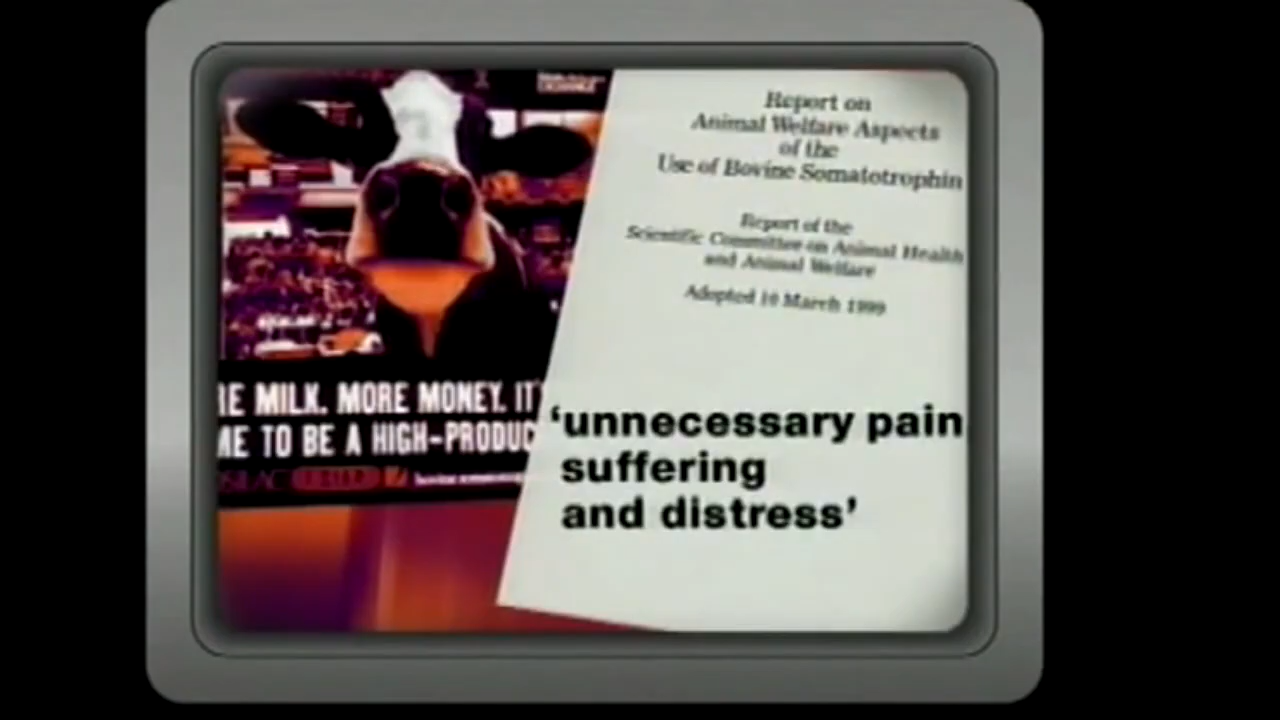 RE MILK. MORE MONEY. IT'
ME TO BE A HIGH-PRODUC
Report on
Animal Welfare Aspects
of the
Use of Bovine Somatotrophin
Report of the
Scientific Committee on Animal Health
and Animal Welfare
Adopted 10 March 1999
‘unnecessary pain
suffering
and distress’